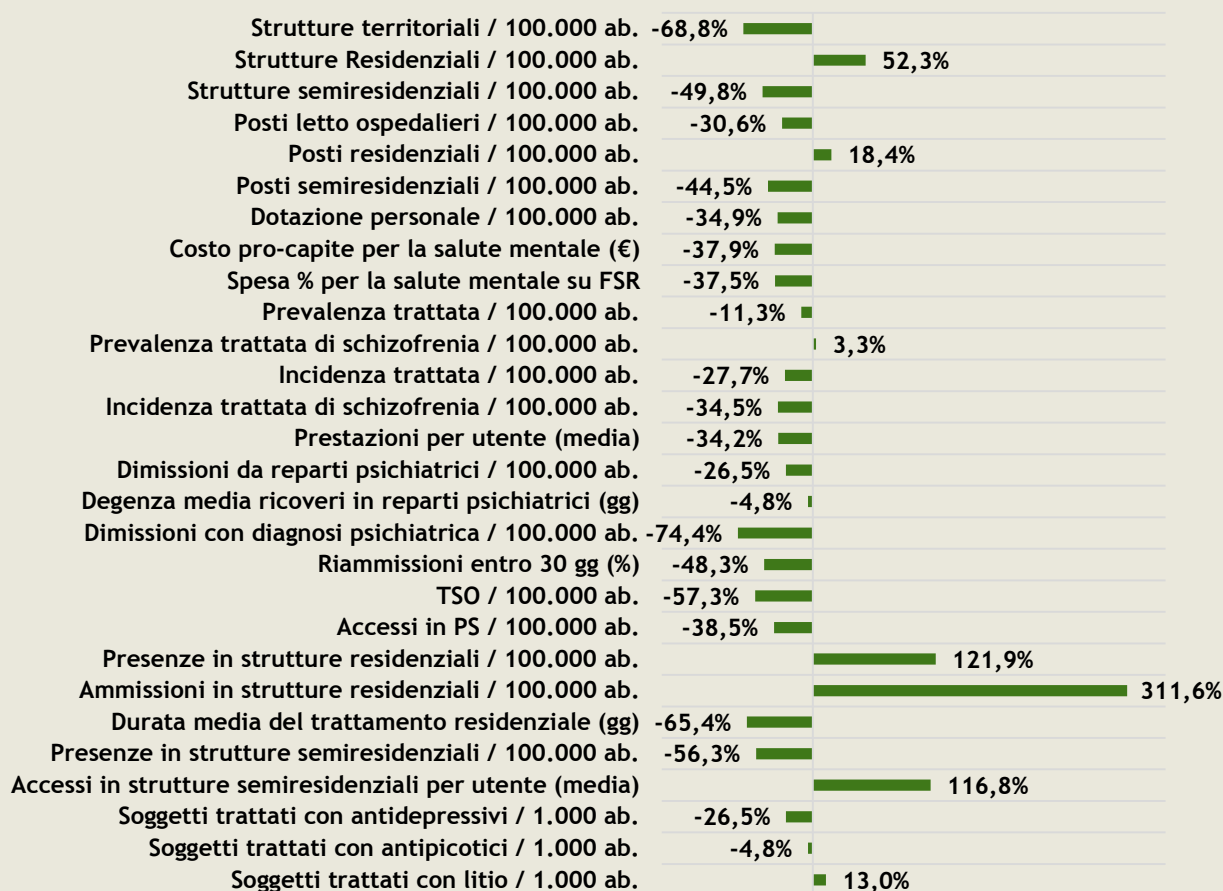 Strutture territoriali / 100.000 ab. -68,8%
Strutture Residenziali / 100.000 ab. 52,3%
Strutture semiresidenziali / 100.000 ab. -49,8%
Posti letto ospedalieri / 100.000 ab. -30,6%
Posti residenziali / 100.000 ab. 18,4%
Posti semiresidenziali / 100.000 ab. -44,5%
Dotazione personale / 100.000 ab. -34,9%
Costo pro-capite per la salute mentale (€) -37,9%
Spesa % per la salute mentale su FSR -37,5%
Prevalenza trattata / 100.000 ab. -11,3%
Prevalenza trattata di schizofrenia / 100.000 ab. 3,3%
Incidenza trattata / 100.000 ab. -27,7%
Incidenza trattata di schizofrenia / 100.000 ab. -34,5%
Prestazioni per utente (media) -34,2%
Dimissioni da reparti psichiatrici / 100.000 ab. -26,5%
Degenza media ricoveri in reparti psichiatrici (gg) -4,8%
Dimissioni con diagnosi psichiatrica / 100.000 ab. -74,4%
Riammissioni entro 30 gg (%) -48,3%
TSO / 100.000 ab. -57,3%
Accessi in PS / 100.000 ab. -38,5%
Presenze in strutture residenziali / 100.000 ab. 121,9%
Ammissioni in strutture residenziali / 100.000 ab. 311,6%
Durata media del trattamento residenziale (gg) -65,4%
Presenze in strutture semiresidenziali / 100.000 ab. -56,3%
Accessi in strutture semiresidenziali per utente (media) 116,8%
Soggetti trattati con antidepressivi / 1.000 ab. -26,5%
Soggetti trattati con antipicotici / 1.000 ab. -4,8%
Soggetti trattati con litio / 1.000 ab. 13,0%